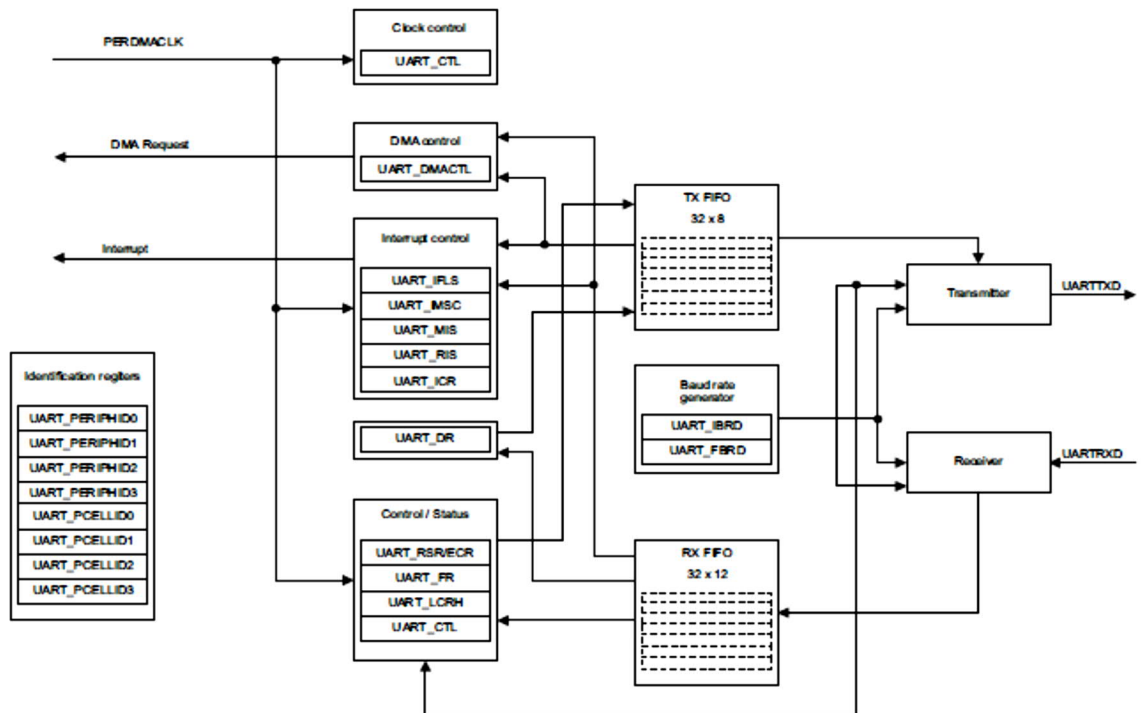 PERDMACLK
Clock control
UART_CTL
DMA Request
DMA control
UART_DMACTL
Interrupt
Interrupt control
UART_IFLS
UART_IMSC
UART_MIS
UART_RIS
UART_ICR
TX FIFO
32 x 8
Transmitter
UARTTXD
Identification regiters
UART_PERIPHID0
UART_PERIPHID1
UART_PERIPHID2
UART_PERIPHID3
UART_PCELLID0
UART_PCELLID1
UART_PCELLID2
UART_PCELLID3
UART_DR
Baud rate
generator
UART_IBRD
UART_FBRD
Receiver
UARTRXD
Control / Status
UART_RSR/ECR
UART_FR
UART_LCRH
UART_CTL
RX FIFO
32 x 12